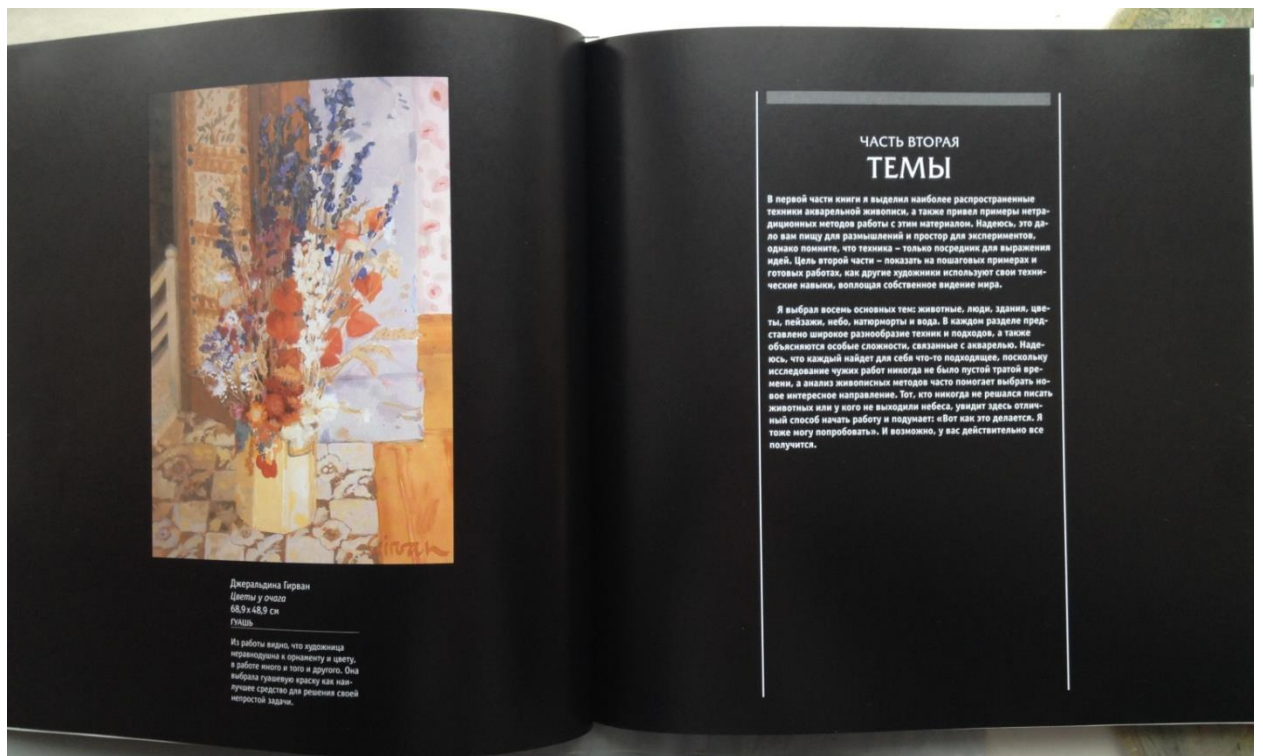 Girvan
Джеральдина Гирван
Цветы у очага
68,9 x 48,9 см
ГУАШЬ
Из работы видно, что художница
неравнодушна к орнаменту и цвету,
в работе много и того и другого. Она
выбрала гуашевую краску как наи-
лучшее средство для решения своей
непростой задачи.
ЧАСТЬ ВТОРАЯ
ТЕМЫ
В первой части книги я выделил наиболее распространенные
техники акварельной живописи, а также привел примеры нетра-
диционных методов работы с этим материалом. Надеюсь, это да-
ло вам пищу для размышлений и простор для экспериментов,
однако помните, что техника – только посредник для выражения
идей. Цель второй части – показать на пошаговых примерах и
готовых работах, как другие художники используют свои техни-
ческие навыки, воплощая собственное видение мира.
Я выбрал восемь основных тем: животные, люди, здания, цве-
ты, пейзажи, небо, натюрморты и вода. В каждом разделе пред-
ставлено широкое разнообразие техник и подходов, а также
объясняются особые сложности, связанные с акварелью. Наде-
юсь, что каждый найдет для себя что-то подходящее, поскольку
исследование чужих работ никогда не было пустой тратой вре-
мени, а анализ живописных методов часто помогает выбрать но-
вое интересное направление. Тот, кто никогда не решался писать
животных или у кого не выходили небеса, увидит здесь отлич-
ный способ начать работу и подумает: «Вот как это делается. Я
тоже могу попробовать». И возможно, у вас действительно все
получится.